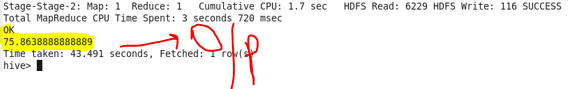 Stage-Stage-2: Map: 1  Reduce: 1   Cumulative CPU: 1.7 sec   HDFS Read: 6229 HDFS Write: 116 SUCCESS
Total MapReduce CPU Time Spent: 3 seconds 720 msec
OK
75.8638888888889
O/p
Time taken: 43.491 seconds, Fetched: 1 row(s)
hive>